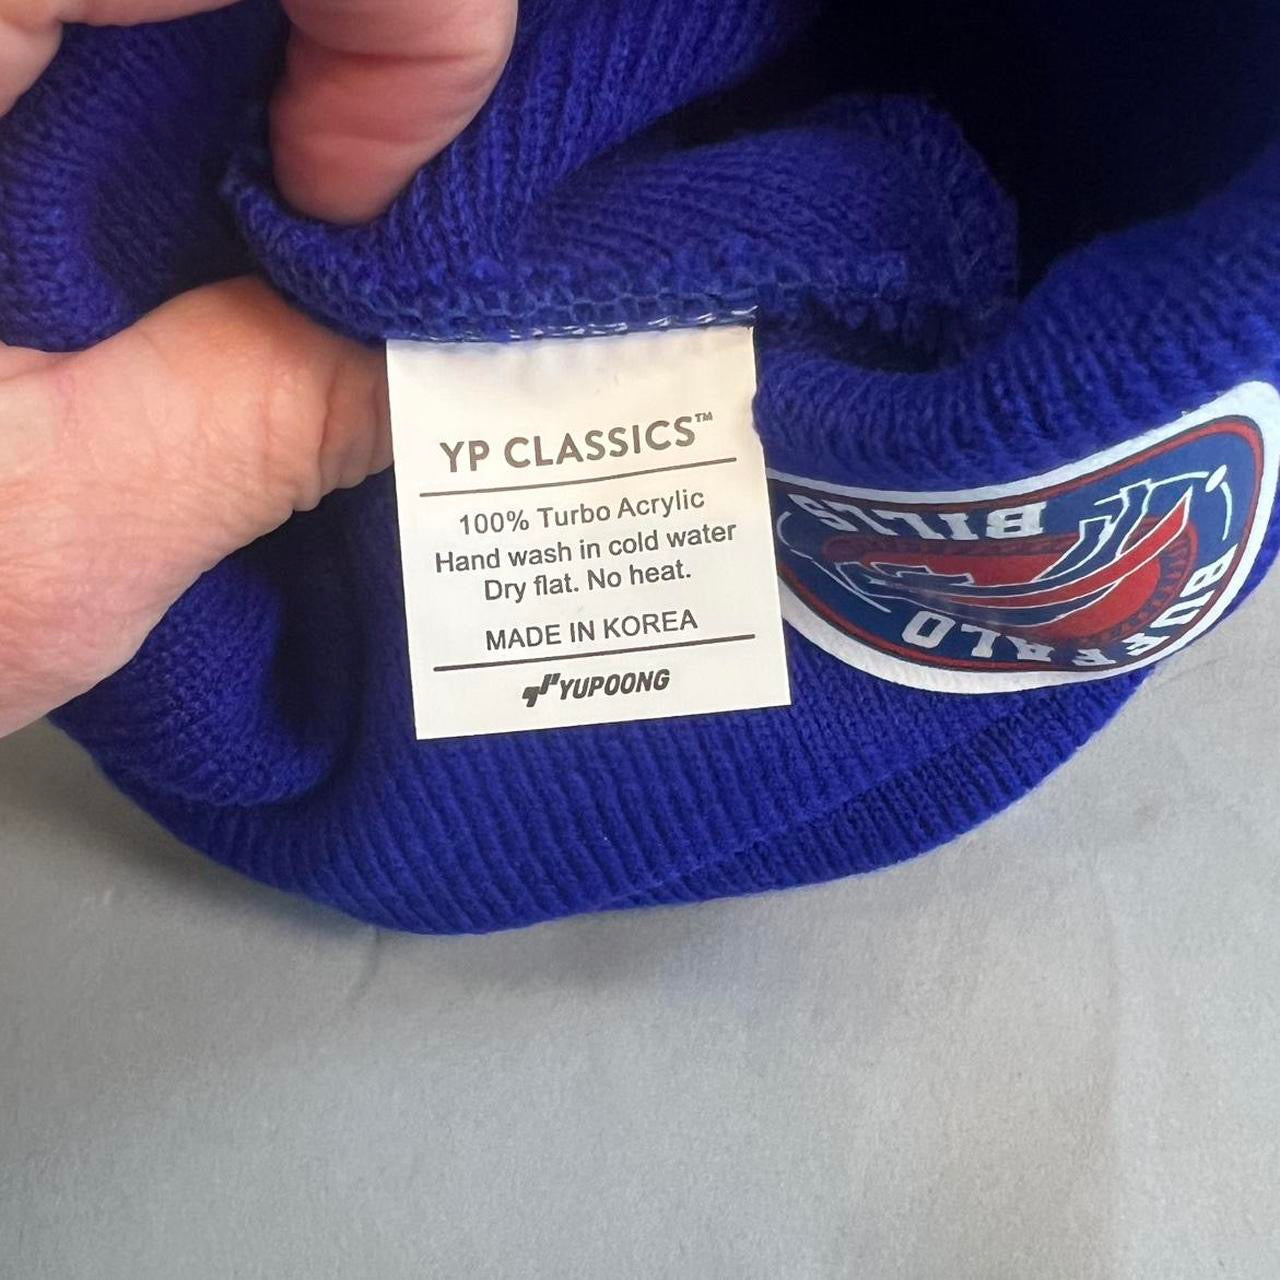 YP CLASSICS™
100% Turbo Acrylic
Hand wash in cold water
Dry flat. No heat.
MADE IN KOREA
YUPOONG
BUFFALO
BILLS